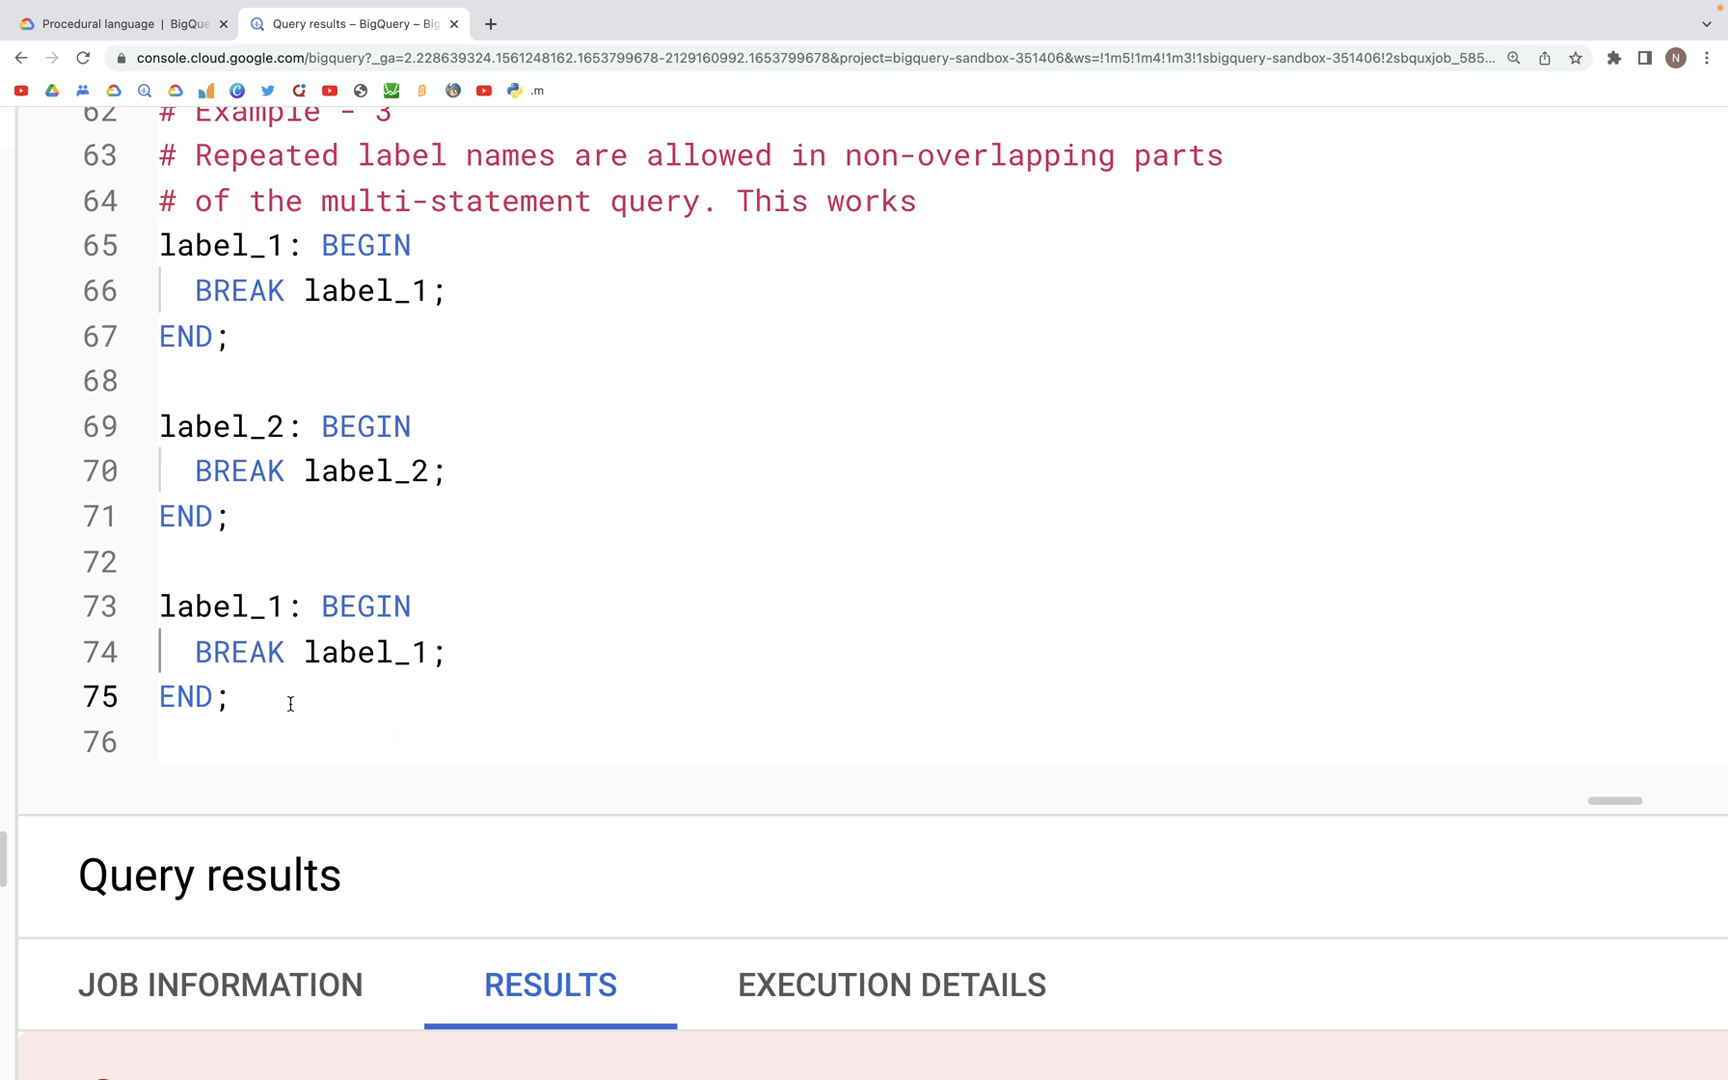 Procedural language | BigQue
Query results – BigQuery – Big
console.cloud.google.com/bigquery?_ga=2.228639324.1561248162.1653799678-2129160992.1653799678&project=bigquery-sandbox-351406&ws=!1m5!1m4!1m3!1sbigquery-sandbox-351406!2sbquxjob_585...
N
.m
62 # Example - 3
63 # Repeated label names are allowed in non-overlapping parts
64 # of the multi-statement query. This works
65 label_1: BEGIN
66 BREAK label_1;
67 END;
68
69 label_2: BEGIN
70 BREAK label_2;
71 END;
72
73 label_1: BEGIN
74 BREAK label_1;
75 END;
76
Query results
JOB INFORMATION RESULTS EXECUTION DETAILS